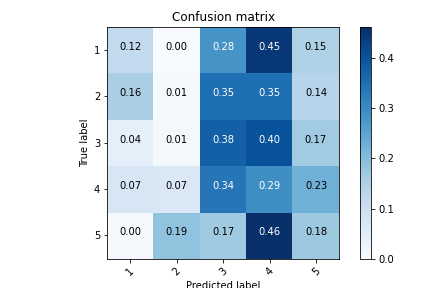 Confusion matrix
1 0.12 0.00 0.28 0.45 0.15
2 0.16 0.01 0.35 0.35 0.14
3 0.04 0.01 0.38 0.40 0.17
4 0.07 0.07 0.34 0.29 0.23
5 0.00 0.19 0.17 0.46 0.18
1 2 3 4 5
True label
Predicted label
0.4
0.3
0.2
0.1
0.0